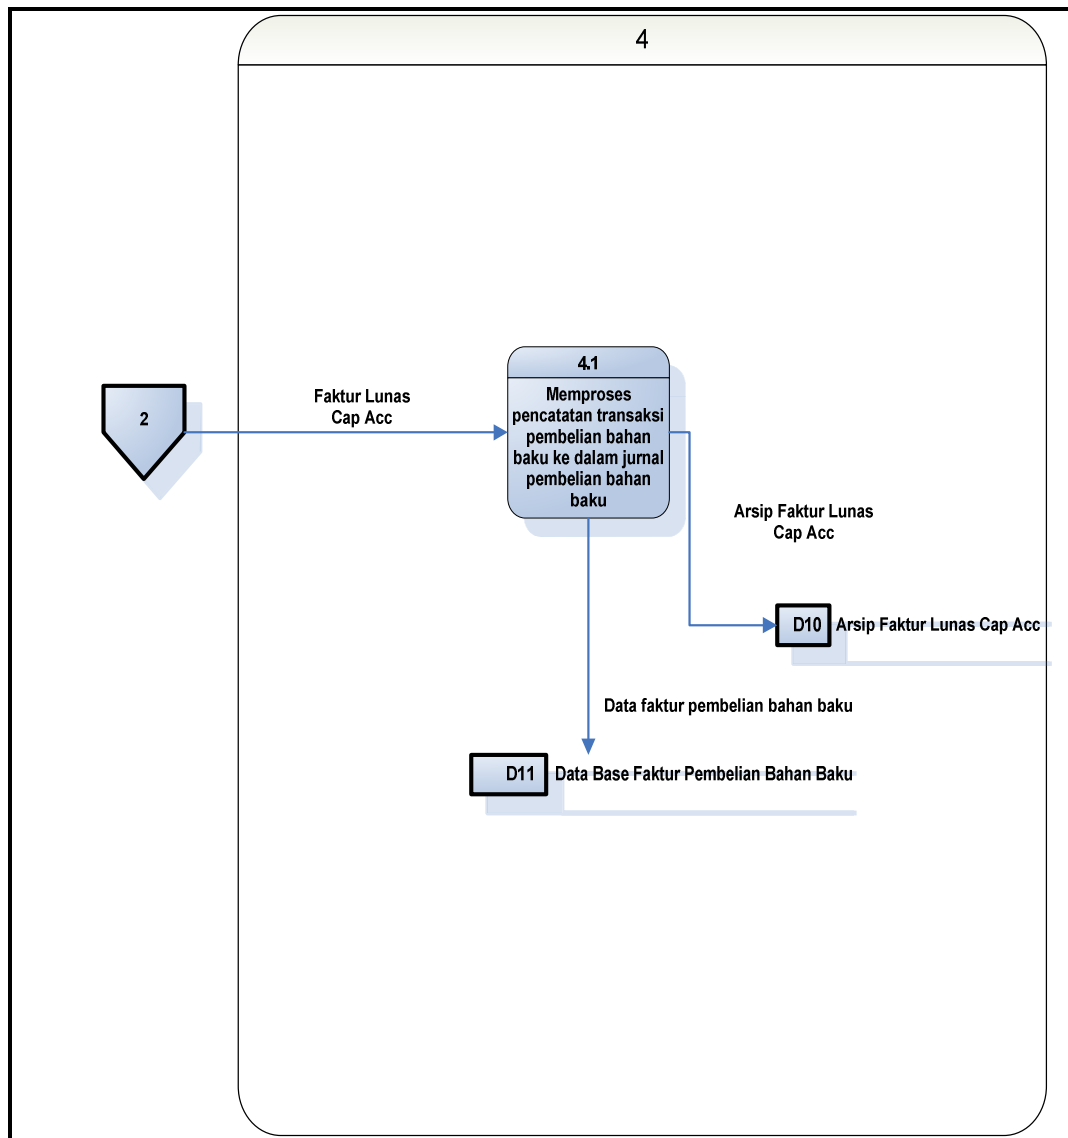 4
4.1
Memproses
pencatatan transaksi
pembelian bahan
baku ke dalam jurnal
pembelian bahan
baku
2
Faktur Lunas
Cap Acc
Arsip Faktur Lunas
Cap Acc
D10 Arsip Faktur Lunas Cap Acc
Data faktur pembelian bahan baku
D11 Data Base Faktur Pembelian Bahan Baku